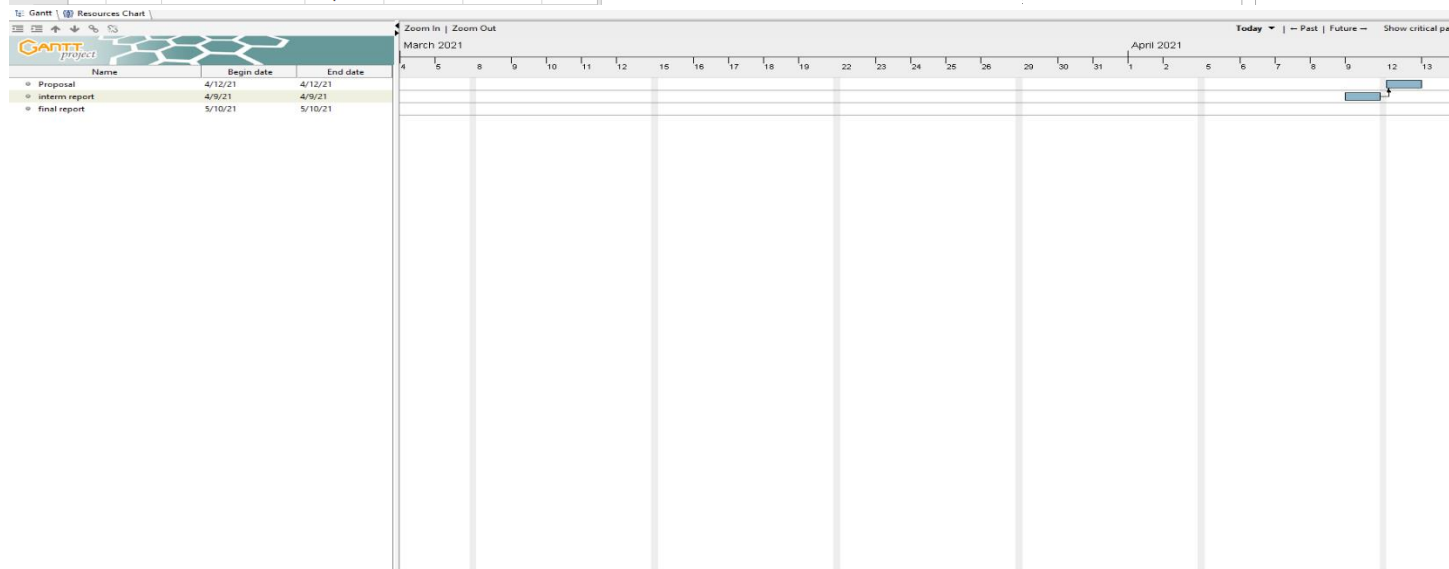 Gantt Resources Chart
Zoom In | Zoom Out
Today ▼ | ← Past | Future → Show critical pa
GANTT
project
March 2021 April 2021
Name Begin date End date
4 5 8 9 10 11 12 15 16 17 18 19 22 23 24 25 26 29 30 31 1 2 5 6 7 8 9 12 13
Proposal 4/12/21 4/12/21
interm report 4/9/21 4/9/21
final report 5/10/21 5/10/21